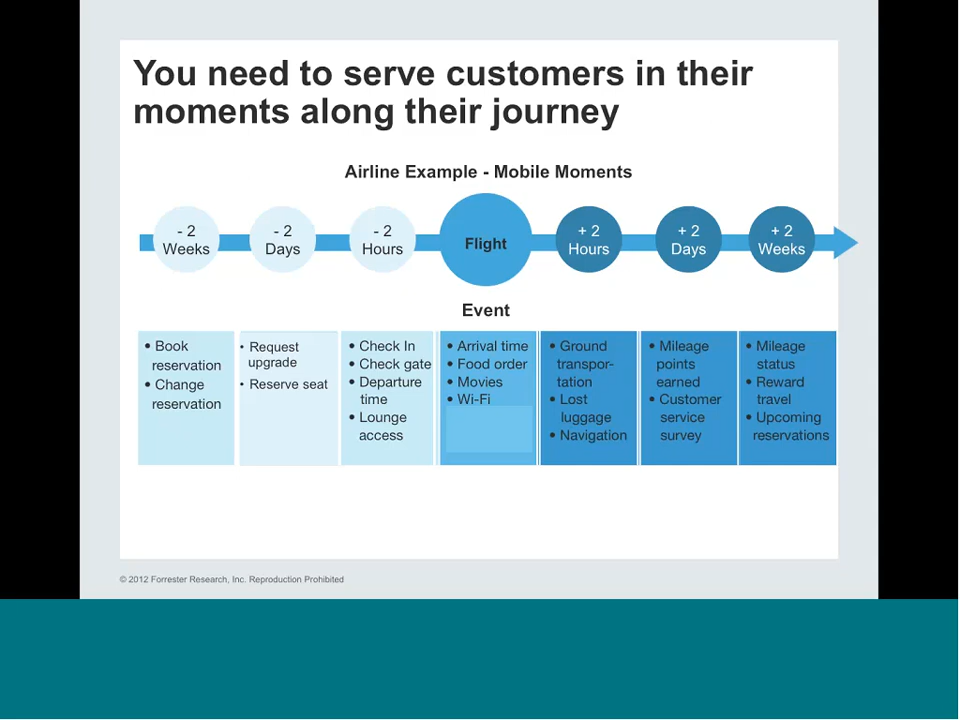 You need to serve customers in their
moments along their journey
Airline Example - Mobile Moments
- 2
Weeks
- 2
Days
- 2
Hours
Flight
+ 2
Hours
+ 2
Days
+ 2
Weeks
Event
• Book
reservation
• Change
reservation
• Request
upgrade
• Reserve seat
• Check In
• Check gate
• Departure
time
• Lounge
access
• Arrival time
• Food order
• Movies
• Wi-Fi
• Ground
transpor-
tation
• Lost
luggage
• Navigation
• Mileage
points
earned
• Customer
service
survey
• Mileage
status
• Reward
travel
• Upcoming
reservations
© 2012 Forrester Research, Inc. Reproduction Prohibited